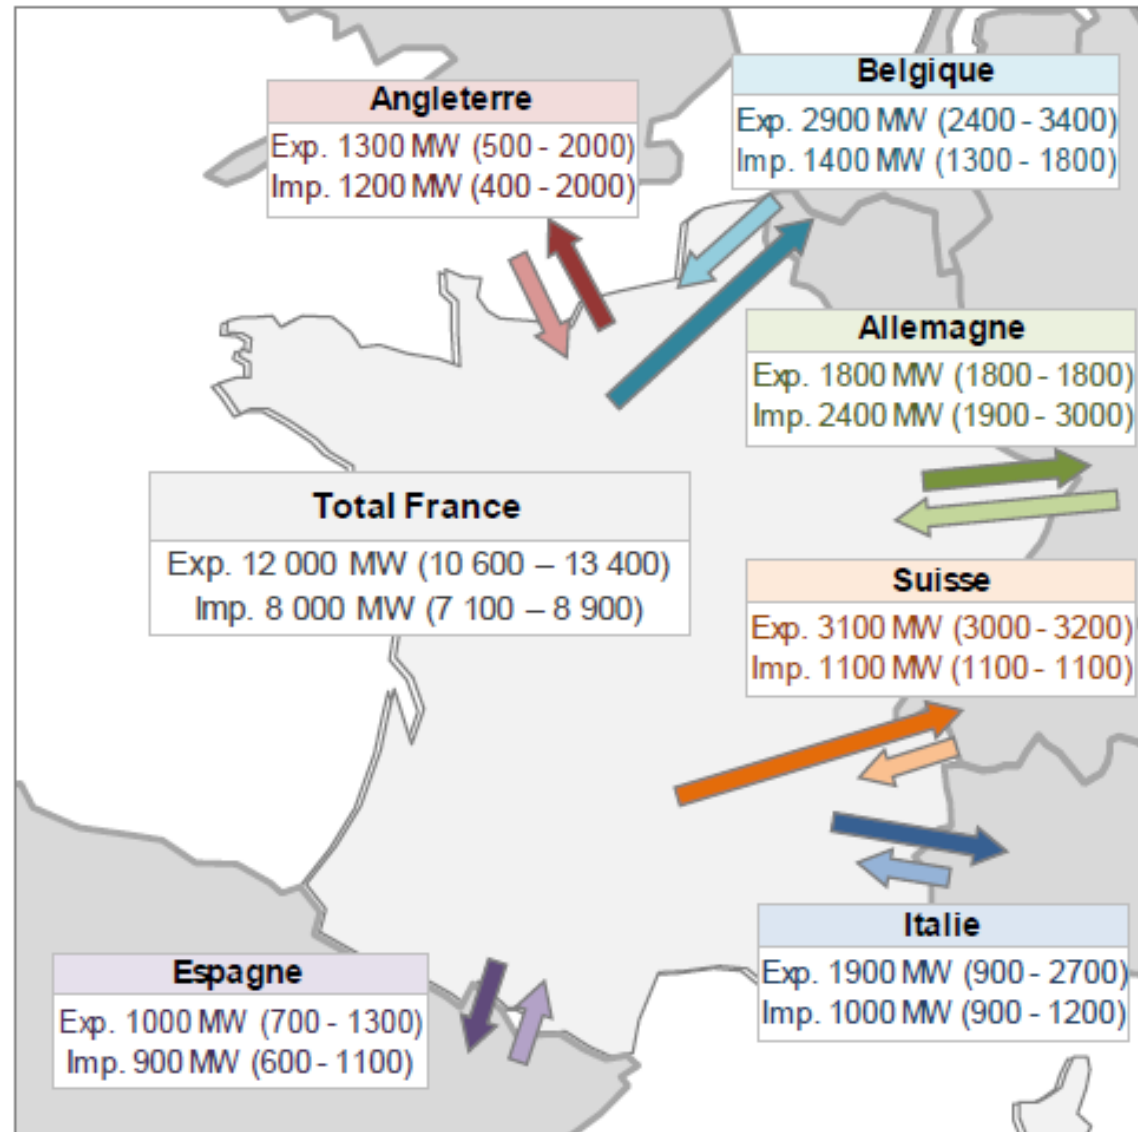 Angleterre
Exp. 1300 MW (500 - 2000)
Imp. 1200 MW (400 - 2000)
Belgique
Exp. 2900 MW (2400 - 3400)
Imp. 1400 MW (1300 - 1800)
Allemagne
Exp. 1800 MW (1800 - 1800)
Imp. 2400 MW (1900 - 3000)
Total France
Exp. 12 000 MW (10 600 – 13 400)
Imp. 8 000 MW (7 100 – 8 900)
Suisse
Exp. 3100 MW (3000 - 3200)
Imp. 1100 MW (1100 - 1100)
Italie
Exp. 1900 MW (900 - 2700)
Imp. 1000 MW (900 - 1200)
Espagne
Exp. 1000 MW (700 - 1300)
Imp. 900 MW (600 - 1100)